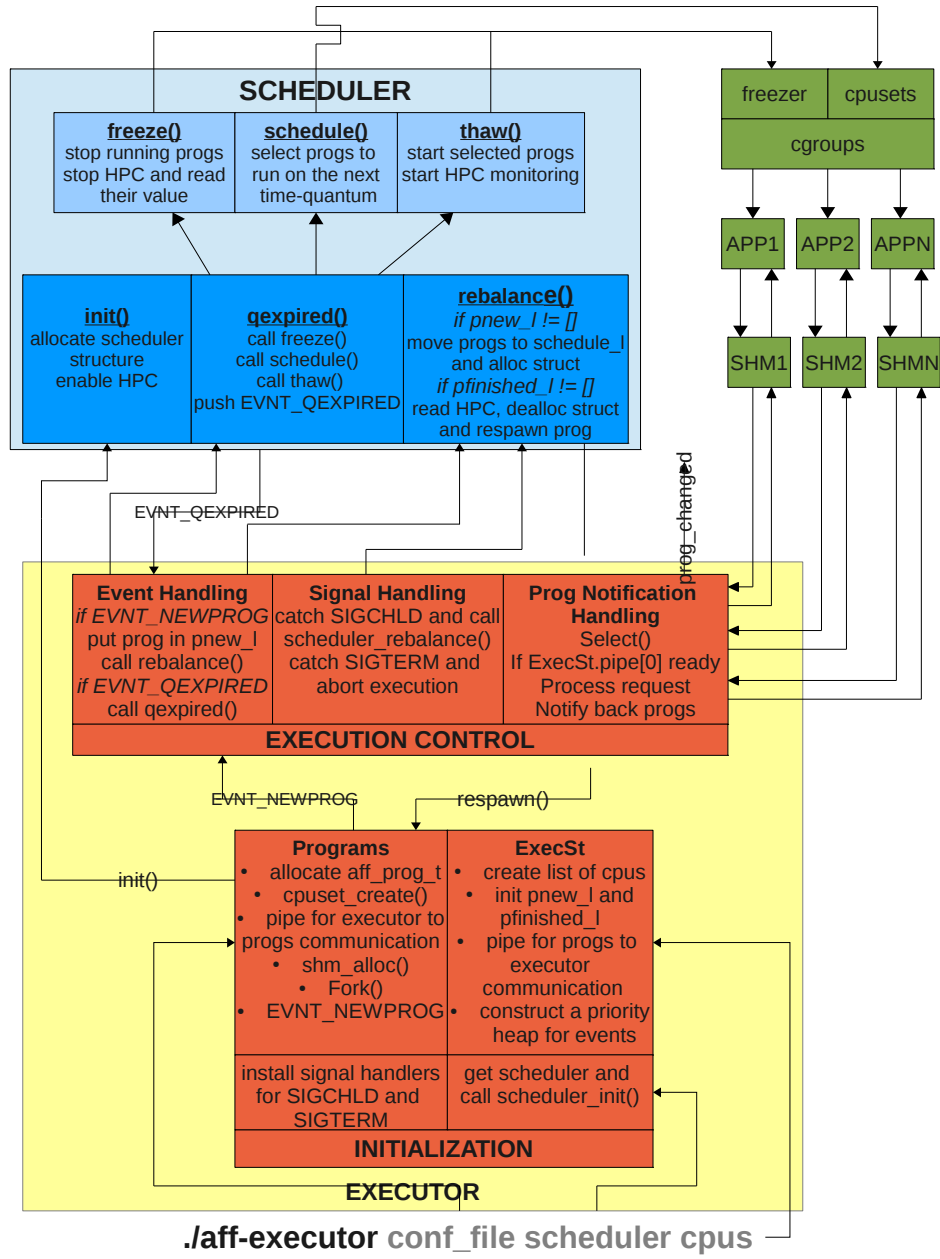 SCHEDULER
freeze()
stop running progs
stop HPC and read
their value
schedule()
select progs to
run on the next
time-quantum
thaw()
start selected progs
start HPC monitoring
freezer
cpusets
cgroups
APP1
APP2
APPN
SHM1
SHM2
SHMN
init()
allocate scheduler
structure
enable HPC
qexpired()
call freeze()
call schedule()
call thaw()
push EVNT_QEXPIRED
rebalance()
if pnew_l != []
move progs to schedule_l
and alloc struct
if pfinished_l != []
read HPC, dealloc struct
and respawn prog
EVNT_QEXPIRED
prog_changed
Event Handling
if EVNT_NEWPROG
put prog in pnew_l
call rebalance()
if EVNT_QEXPIRED
call qexpired()
Signal Handling
catch SIGCHLD and call
scheduler_rebalance()
catch SIGTERM and
abort execution
Prog Notification
Handling
Select()
If ExecSt.pipe[0] ready
Process request
Notify back progs
EXECUTION CONTROL
EVNT_NEWPROG
respawn()
init()
Programs
• allocate aff_prog_t
• cpuset_create()
• pipe for executor to
progs communication
• shm_alloc()
• Fork()
• EVNT_NEWPROG
ExecSt
• create list of cpus
• init pnew_l and
pfinished_l
• pipe for progs to
executor
communication
• construct a priority
heap for events
install signal handlers
for SIGCHLD and
SIGTERM
get scheduler and
call scheduler_init()
INITIALIZATION
EXECUTOR
./aff-executor conf_file scheduler cpus